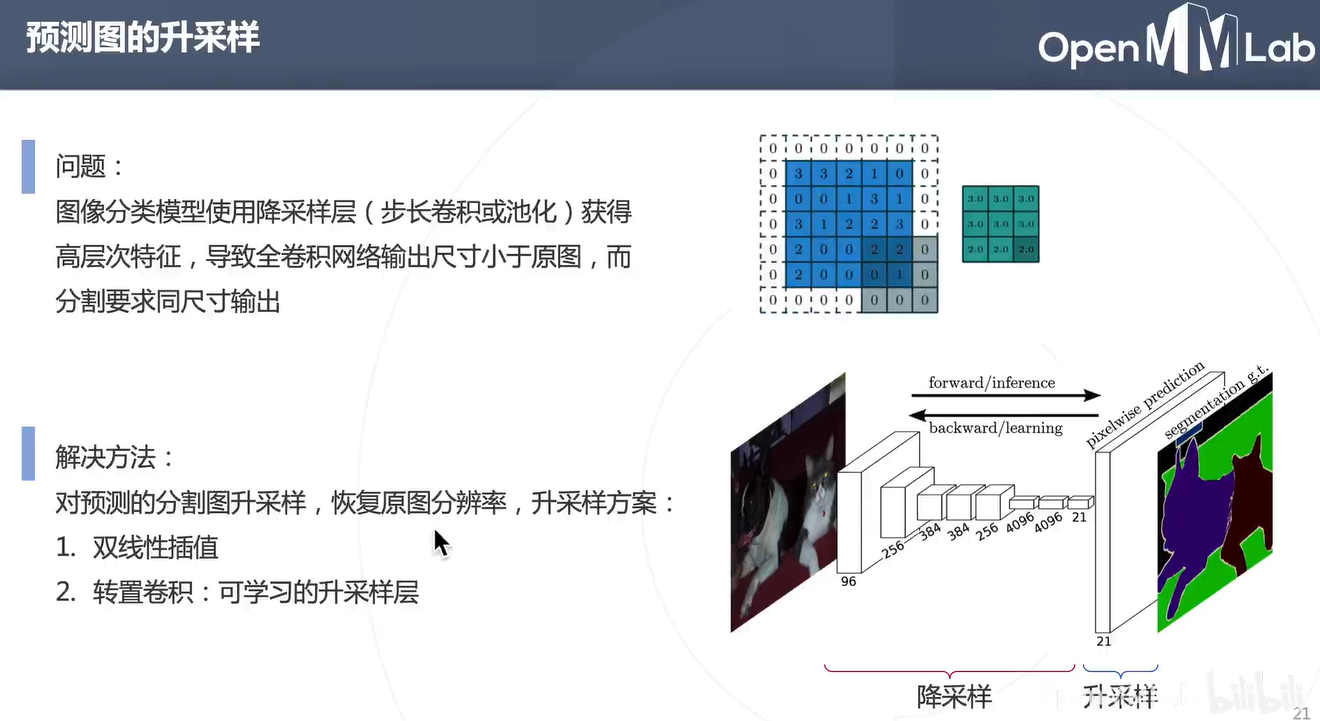 预测图的升采样
OpenMMLab
问题：
图像分类模型使用降采样层（步长卷积或池化）获得
高层次特征，导致全卷积网络输出尺寸小于原图，而
分割要求同尺寸输出
0 0 0 0 0 0 0
0 3 3 2 1 0 0
0 0 0 1 3 1 0
0 3 1 2 2 3 0
0 2 0 0 2 2 0
0 2 0 0 0 1 0
0 0 0 0 0 0 0
3.0 3.0 3.0
3.0 3.0 3.0
2.0 2.0 2.0
解决方法：
对预测的分割图升采样，恢复原图分辨率，升采样方案：
1. 双线性插值
2. 转置卷积：可学习的升采样层
forward/inference
backward/learning
pixelwise prediction
segmentation g.t.
96
256
384
384
256
4096
4096
21
21
降采样
升采样
bilibili
21